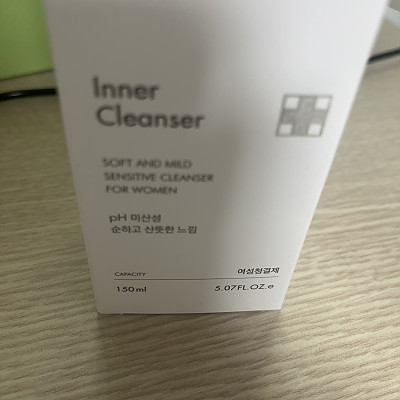 Inner
Cleanser
SOFT AND MILD
SENSITIVE CLEANSER
FOR WOMEN
pH 미산성
순하고 산뜻한 느낌
CAPACITY
여성청결제
150ml
5.07FL.OZ.e